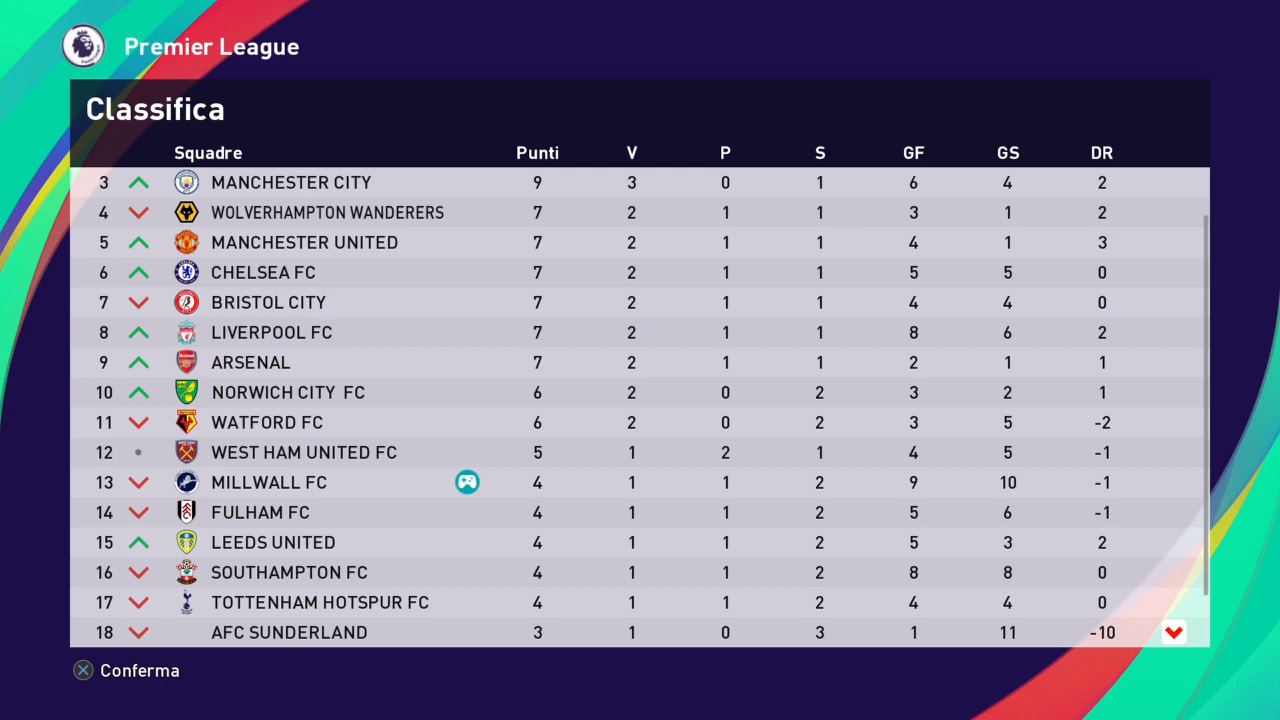 Premier League
Classifica
Squadre Punti V P S GF GS DR
3 MANCHESTER CITY 9 3 0 1 6 4 2
4 WOLVERHAMPTON WANDERERS 7 2 1 1 3 1 2
5 MANCHESTER UNITED 7 2 1 1 4 1 3
6 CHELSEA FC 7 2 1 1 5 5 0
7 BRISTOL CITY 7 2 1 1 4 4 0
8 LIVERPOOL FC 7 2 1 1 8 6 2
9 ARSENAL 7 2 1 1 2 1 1
10 NORWICH CITY FC 6 2 0 2 3 2 1
11 WATFORD FC 6 2 0 2 3 5 -2
12 WEST HAM UNITED FC 5 1 2 1 4 5 -1
13 MILLWALL FC 4 1 1 2 9 10 -1
14 FULHAM FC 4 1 1 2 5 6 -1
15 LEEDS UNITED 4 1 1 2 5 3 2
16 SOUTHAMPTON FC 4 1 1 2 8 8 0
17 TOTTENHAM HOTSPUR FC 4 1 1 2 4 4 0
18 AFC SUNDERLAND 3 1 0 3 1 11 -10
Conferma